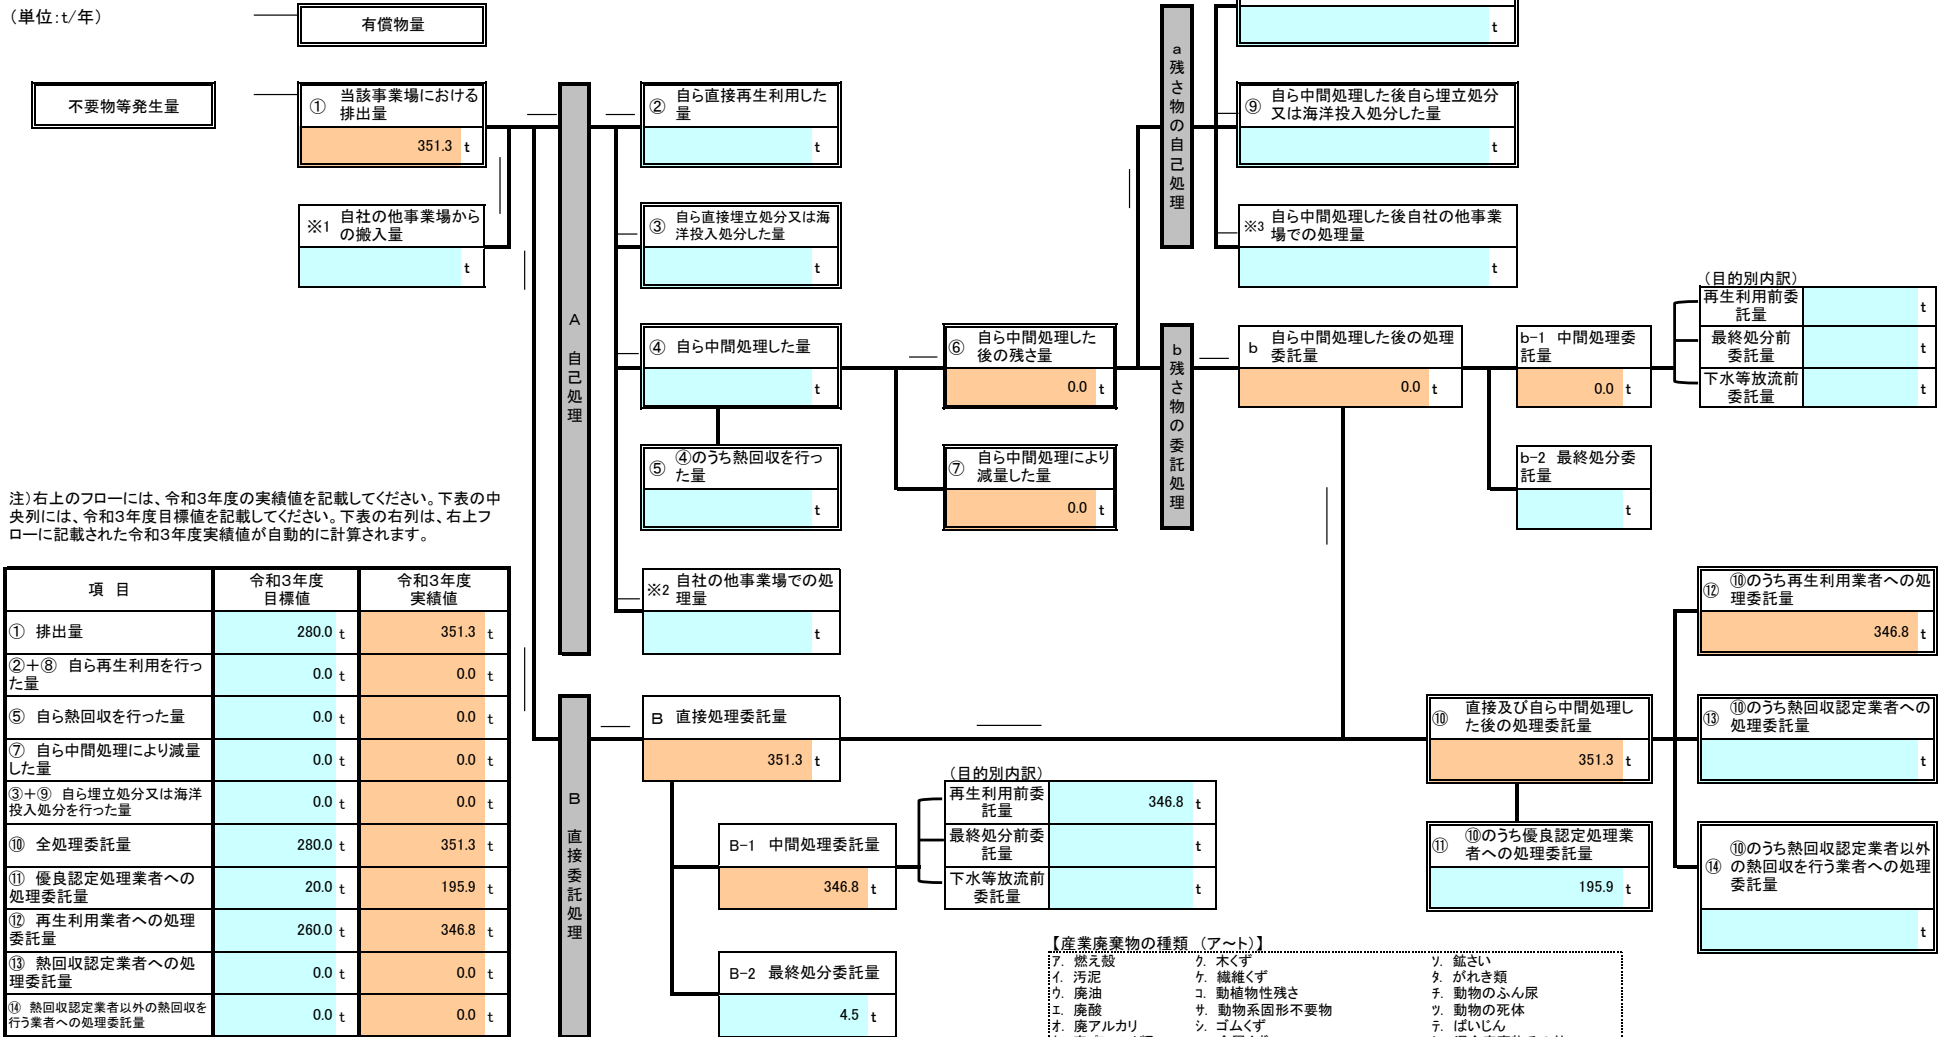 (単位:t/年)
有償物量
t
不要物等発生量
① 当該事業場における
排出量
351.3 t
※1 自社の他事業場から
の搬入量
t
A 自己処理
② 自ら直接再生利用した
量
t
③ 自ら直接埋立処分又は海
洋投入処分した量
t
④ 自ら中間処理した量
t
⑤ ④のうち熱回収を行っ
た量
t
※2 自社の他事業場での処
理量
t
⑥ 自ら中間処理した
後の残さ量
0.0 t
⑦ 自ら中間処理により
減量した量
0.0 t
a 残さ物の自己処理
⑨ 自ら中間処理した後自ら埋立処分
又は海洋投入処分した量
t
※3 自ら中間処理した後自社の他事業
場での処理量
t
b 残さ物の委託処理
b 自ら中間処理した後の処理
委託量
0.0 t
b-1 中間処理委
託量
0.0 t
b-2 最終処分委
託量
t
(目的別内訳)
再生利用前委
託量
t
最終処分前
委託量
t
下水等放流前
委託量
t
注)右上のフローには、令和3年度の実績値を記載してください。下表の中
央列には、令和3年度目標値を記載してください。下表の右列は、右上フ
ローに記載された令和3年度実績値が自動的に計算されます。
項 目 令和3年度 目標値 令和3年度 実績値
① 排出量 280.0 t 351.3 t
②+⑧ 自ら再生利用を行っ
た量 0.0 t 0.0 t
⑤ 自ら熱回収を行った量 0.0 t 0.0 t
⑦ 自ら中間処理により減量
した量 0.0 t 0.0 t
③+⑨ 自ら埋立処分又は海洋
投入処分を行った量 0.0 t 0.0 t
⑩ 全処理委託量 280.0 t 351.3 t
⑪ 優良認定処理業者への
処理委託量 20.0 t 195.9 t
⑫ 再生利用業者への処理
委託量 260.0 t 346.8 t
⑬ 熱回収認定業者への処
理委託量 0.0 t 0.0 t
⑭ 熱回収認定業者以外の熱回収を
行う業者への処理委託量 0.0 t 0.0 t
B 直接委託処理
B 直接処理委託量
351.3 t
B-1 中間処理委託量
346.8 t
B-2 最終処分委託量
4.5 t
(目的別内訳)
再生利用前委
託量
346.8 t
最終処分前委
託量
t
下水等放流前
委託量
t
⑩ 直接及び自ら中間処理し
た後の処理委託量
351.3 t
⑪ ⑩のうち優良認定処理業
者への処理委託量
195.9 t
⑫ ⑩のうち再生利用業者への処
理委託量
346.8 t
⑬ ⑩のうち熱回収認定業者への
処理委託量
t
⑭ ⑩のうち熱回収認定業者以外
の熱回収を行う業者への処理
委託量
t
【産業廃棄物の種類 (ア~ト)】
ア. 燃え殻 ク. 木くず ソ. 鉱さい
イ. 汚泥 ケ. 繊維くず タ. がれき類
ウ. 廃油 コ. 動植物性残さ チ. 動物のふん尿
エ. 廃酸 サ. 動物系固形不要物 ツ. 動物の死体
オ. 廃アルカリ シ. ゴムくず テ. ばいじん